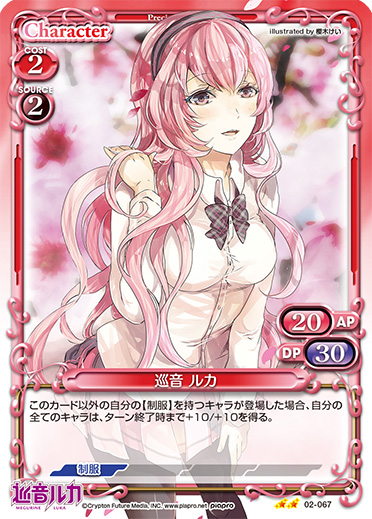 Preci
Character
illustrated by 櫻木けい
COST
2
SOURCE
2
20 AP
DP 30
巡音 ルカ
このカード以外の自分の【制服】を持つキャラが登場した場合、自分の
全てのキャラは、ターン終了時まで+10/+10を得る。
制服
巡音ルカ
MEGURINE LUKA
©Crypton Future Media, INC. www.piapro.net piapro
02-067